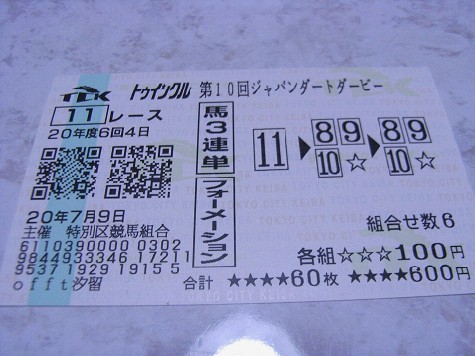 TCK トゥインクル 第10回ジャパンダートダービー
11 レース
20年度6回4日
20年7月9日
主催 特別区競馬組合
6110390000 0302
9844933346 17211
9537 1929 1915 5
offt汐留
馬3連単
フォーメーション
11 ▶ 8 9 10 ☆ ▶ 8 9 10 ☆
組合せ数 6
各組☆☆☆100円
合計 ★★★★60枚 ★★★★600円
TOKYO CITY KEIBA